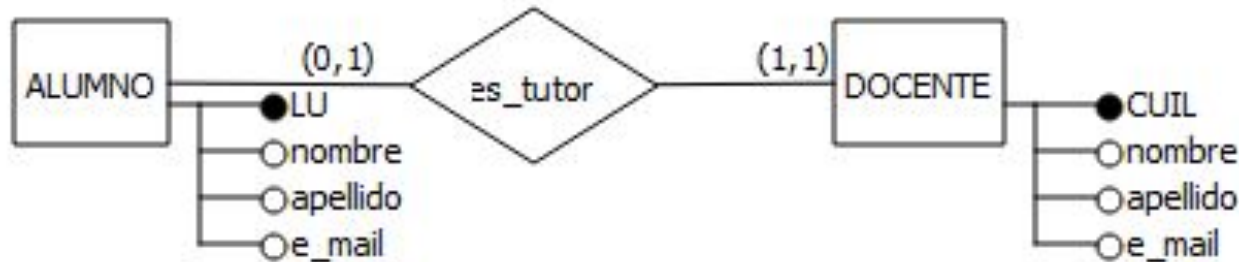 (0,1)
(1,1)
ALUMNO
es_tutor
DOCENTE
LU
nombre
apellido
e_mail
CUIL
nombre
apellido
e_mail